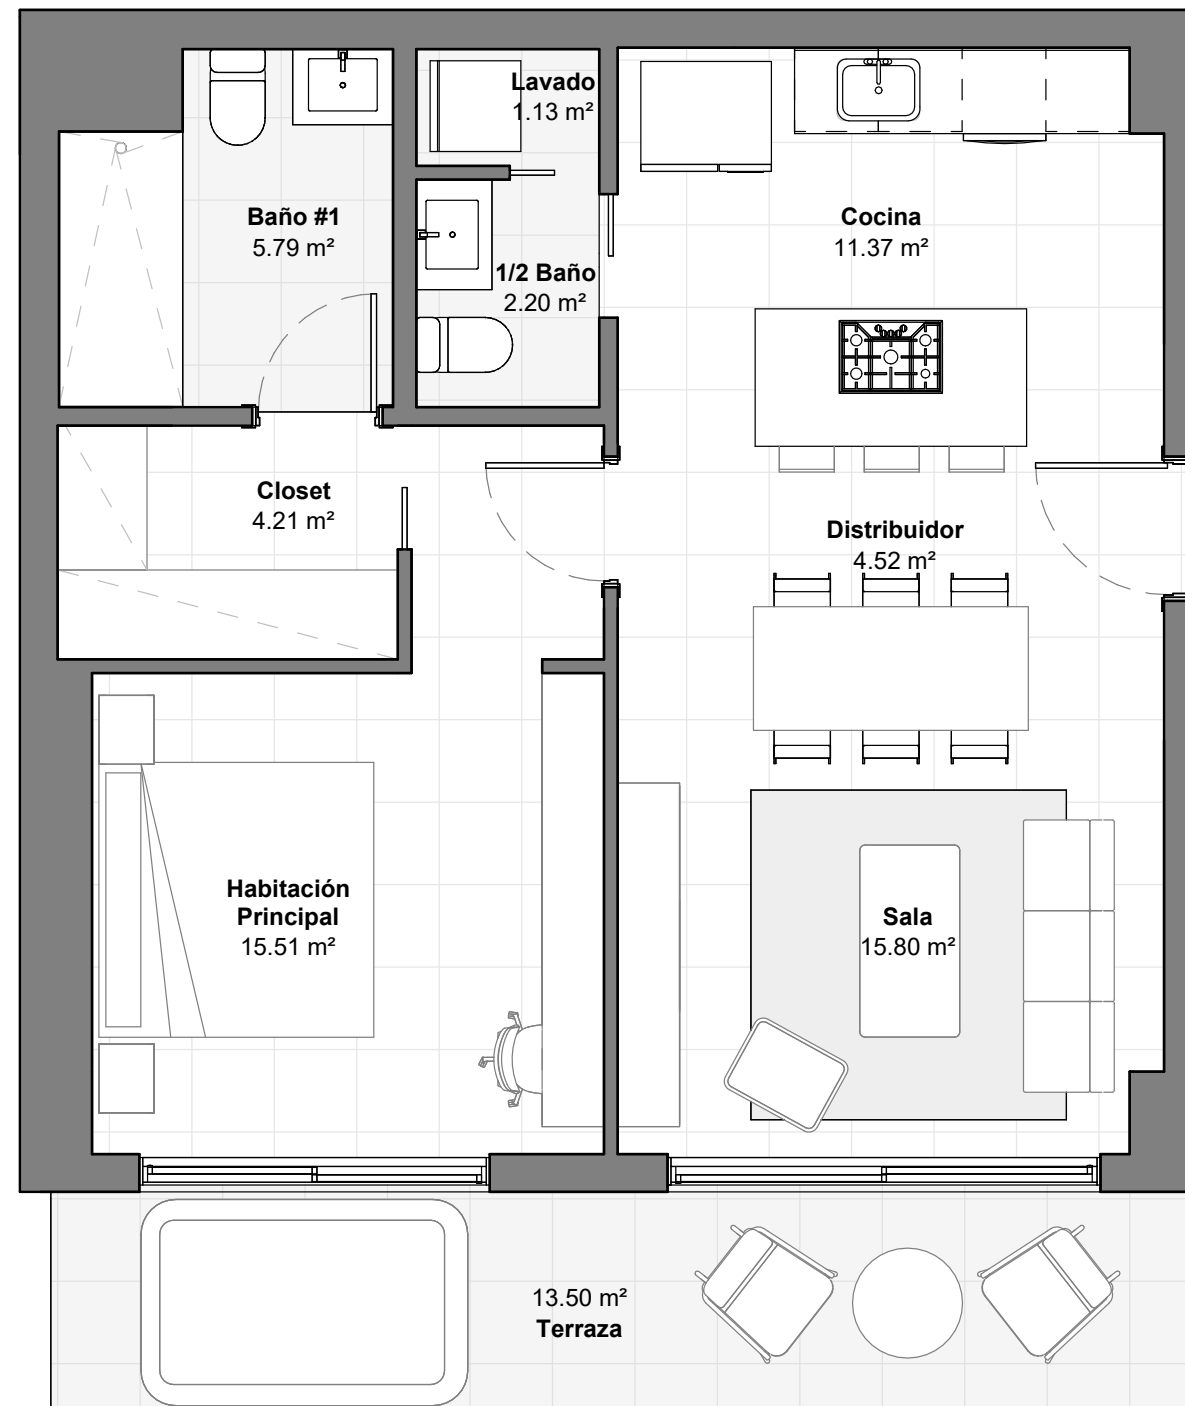 Lavado
1.13 m²
Baño #1
5.79 m²
Cocina
11.37 m²
1/2 Baño
2.20 m²
Closet
4.21 m²
Distribuidor
4.52 m²
Habitación
Principal
15.51 m²
Sala
15.80 m²
13.50 m²
Terraza